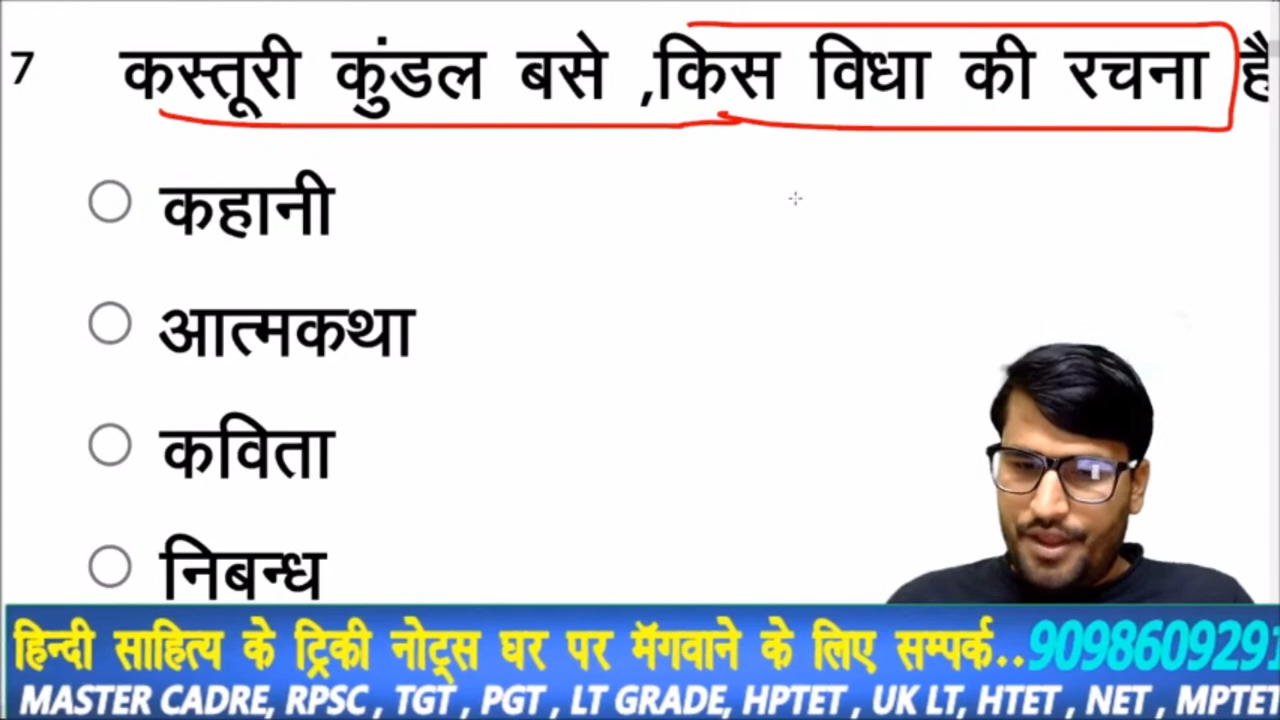 7 कस्तूरी कुंडल बसे ,किस विधा की रचना है
कहानी
आत्मकथा
कविता
निबन्ध
हिन्दी साहित्य के ट्रिकी नोट्स घर पर मॅगवाने के लिए सम्पर्क..9098609291
MASTER CADRE, RPSC , TGT , PGT , LT GRADE, HPTET , UK LT, HTET , NET , MPTET